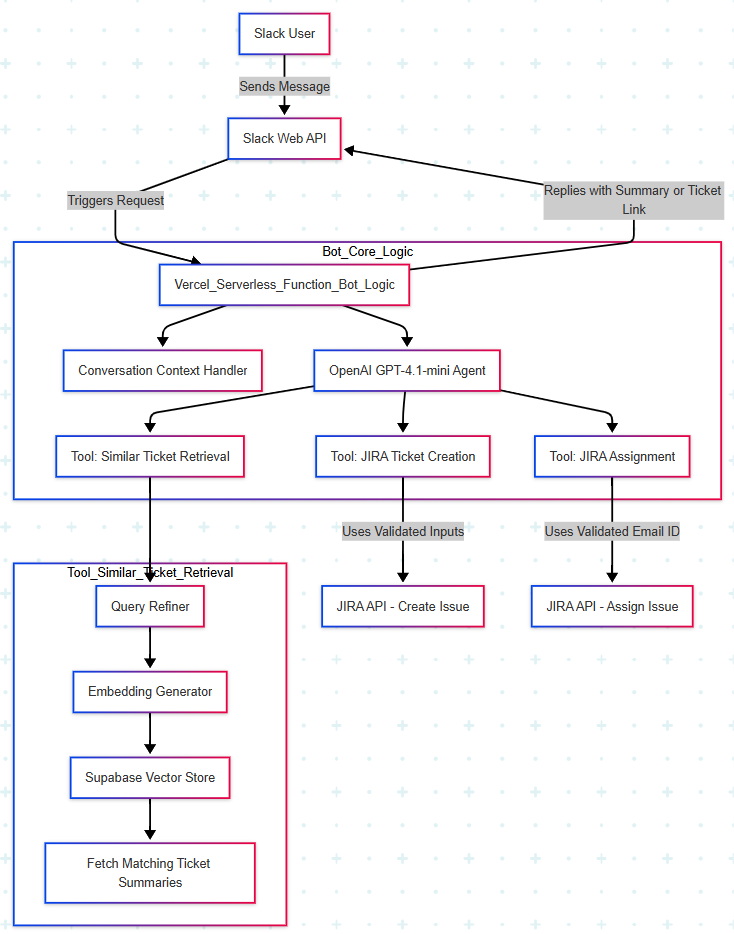 Slack User
Sends Message
Slack Web API
Triggers Request
Replies with Summary or Ticket
Link
Bot_Core_Logic
Vercel_Serverless_Function_Bot_Logic
Conversation Context Handler
OpenAI GPT-4.1-mini Agent
Tool: Similar Ticket Retrieval
Tool: JIRA Ticket Creation
Tool: JIRA Assignment
Uses Validated Inputs
Uses Validated Email ID
Tool_Similar_Ticket_Retrieval
Query Refiner
JIRA API - Create Issue
JIRA API - Assign Issue
Embedding Generator
Supabase Vector Store
Fetch Matching Ticket
Summaries